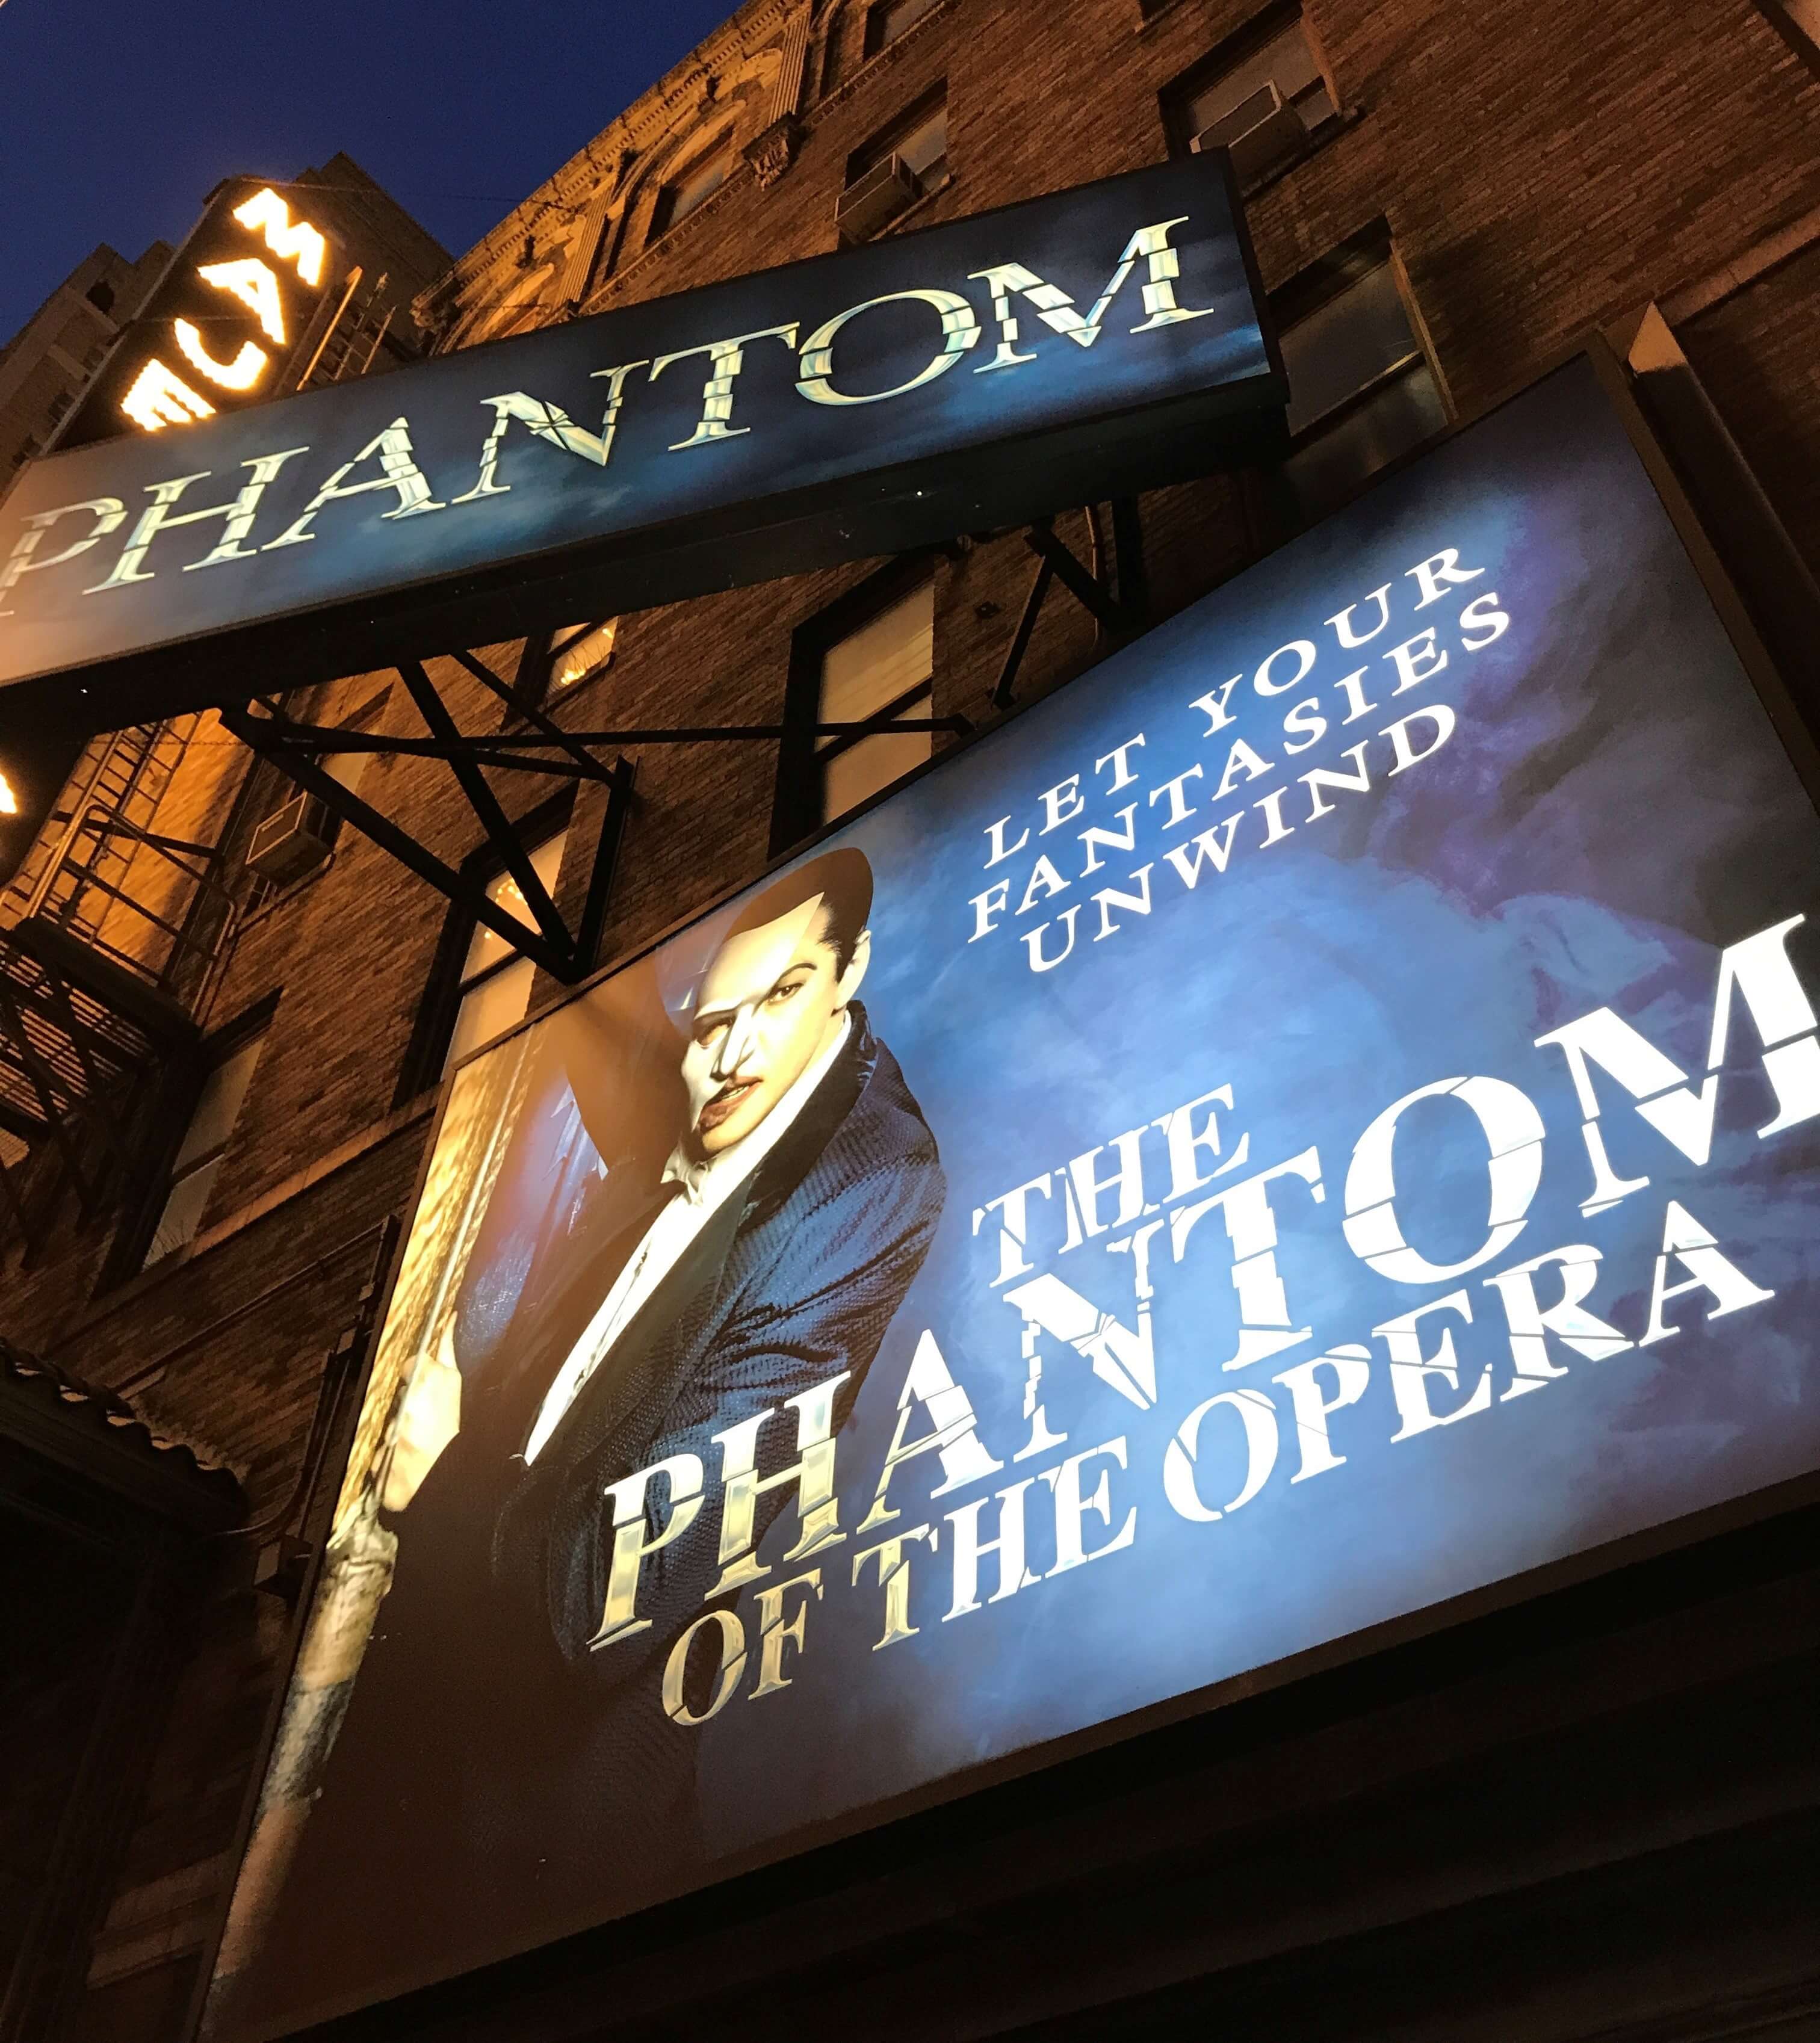 PHANTOM
LET YOUR
FANTASIES
UNWIND
THE
PHANTOM
OF THE OPERA